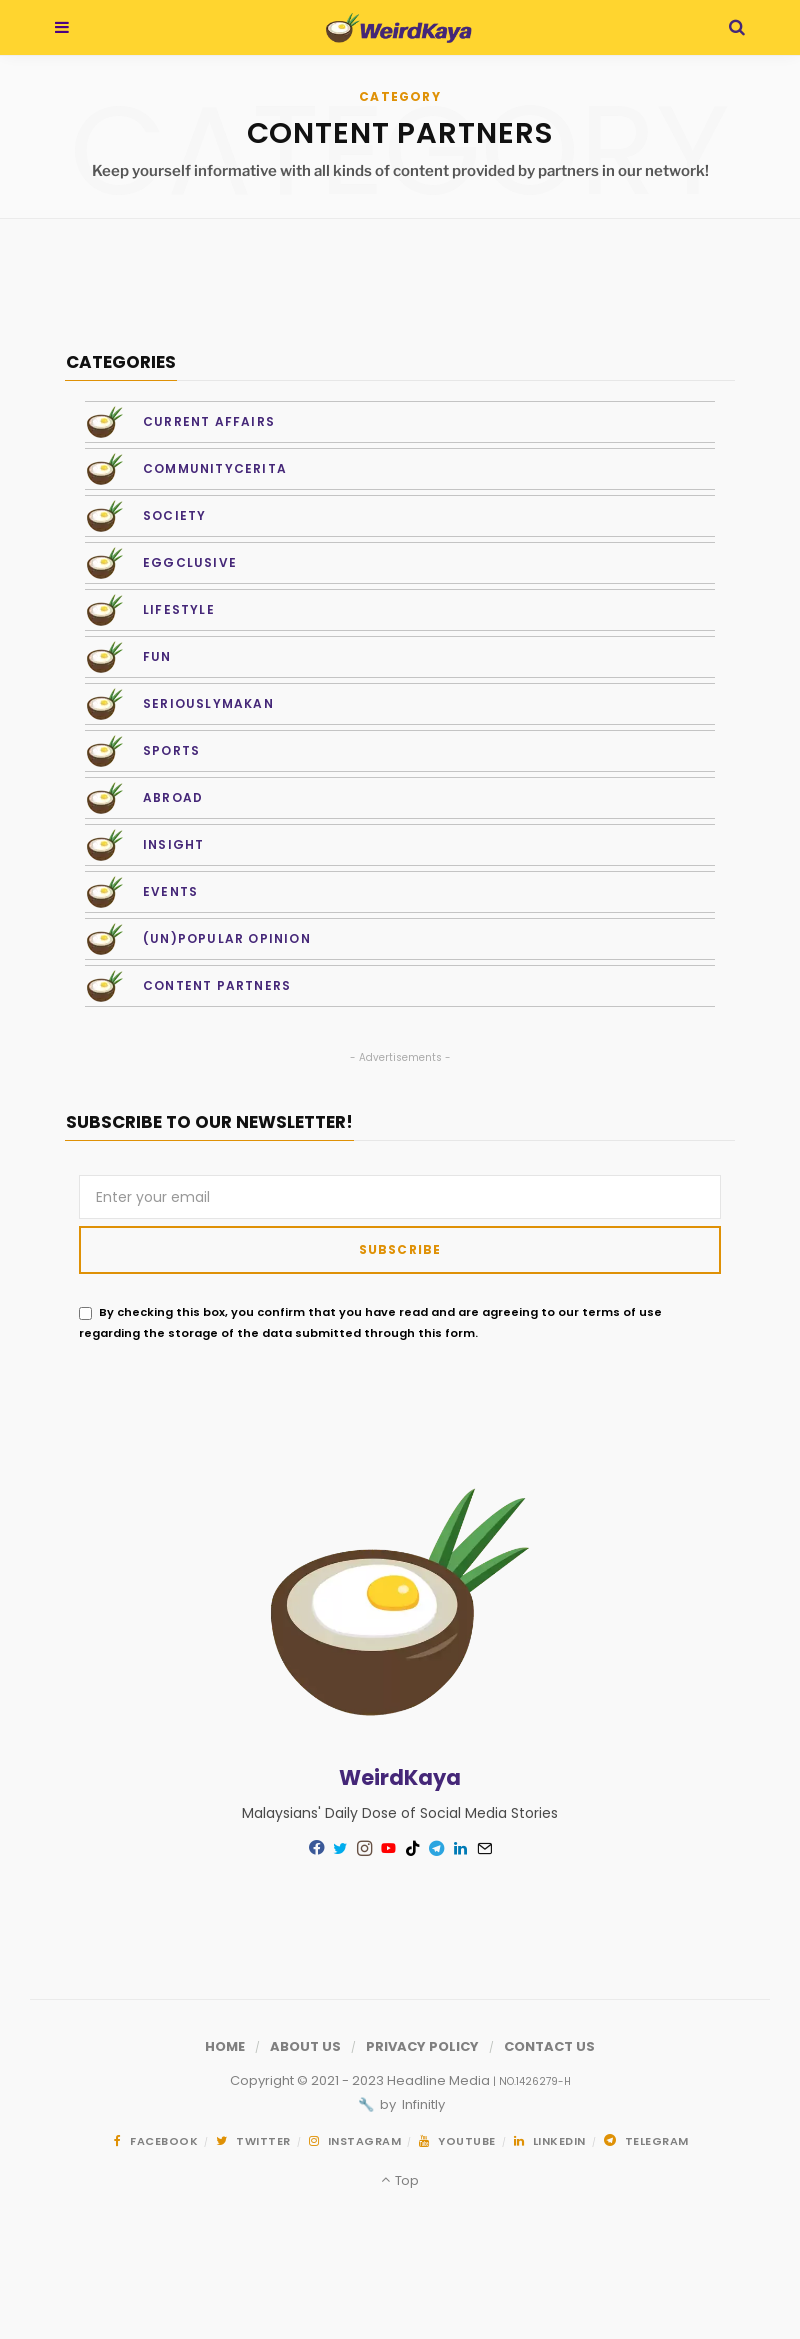 WeirdKaya
CATEGORY
CATEGORY
CONTENT PARTNERS
Keep yourself informative with all kinds of content provided by partners in our network!
CATEGORIES
CURRENT AFFAIRS
COMMUNITYCERITA
SOCIETY
EGGCLUSIVE
LIFESTYLE
FUN
SERIOUSLYMAKAN
SPORTS
ABROAD
INSIGHT
EVENTS
(UN)POPULAR OPINION
CONTENT PARTNERS
- Advertisements -
SUBSCRIBE TO OUR NEWSLETTER!
Enter your email
SUBSCRIBE
By checking this box, you confirm that you have read and are agreeing to our terms of use
regarding the storage of the data submitted through this form.
WeirdKaya
Malaysians' Daily Dose of Social Media Stories
HOME / ABOUT US / PRIVACY POLICY / CONTACT US
Copyright © 2021 - 2023 Headline Media | NO.1426279-H
by Infinitly
FACEBOOK / TWITTER / INSTAGRAM / YOUTUBE / LINKEDIN / TELEGRAM
Top